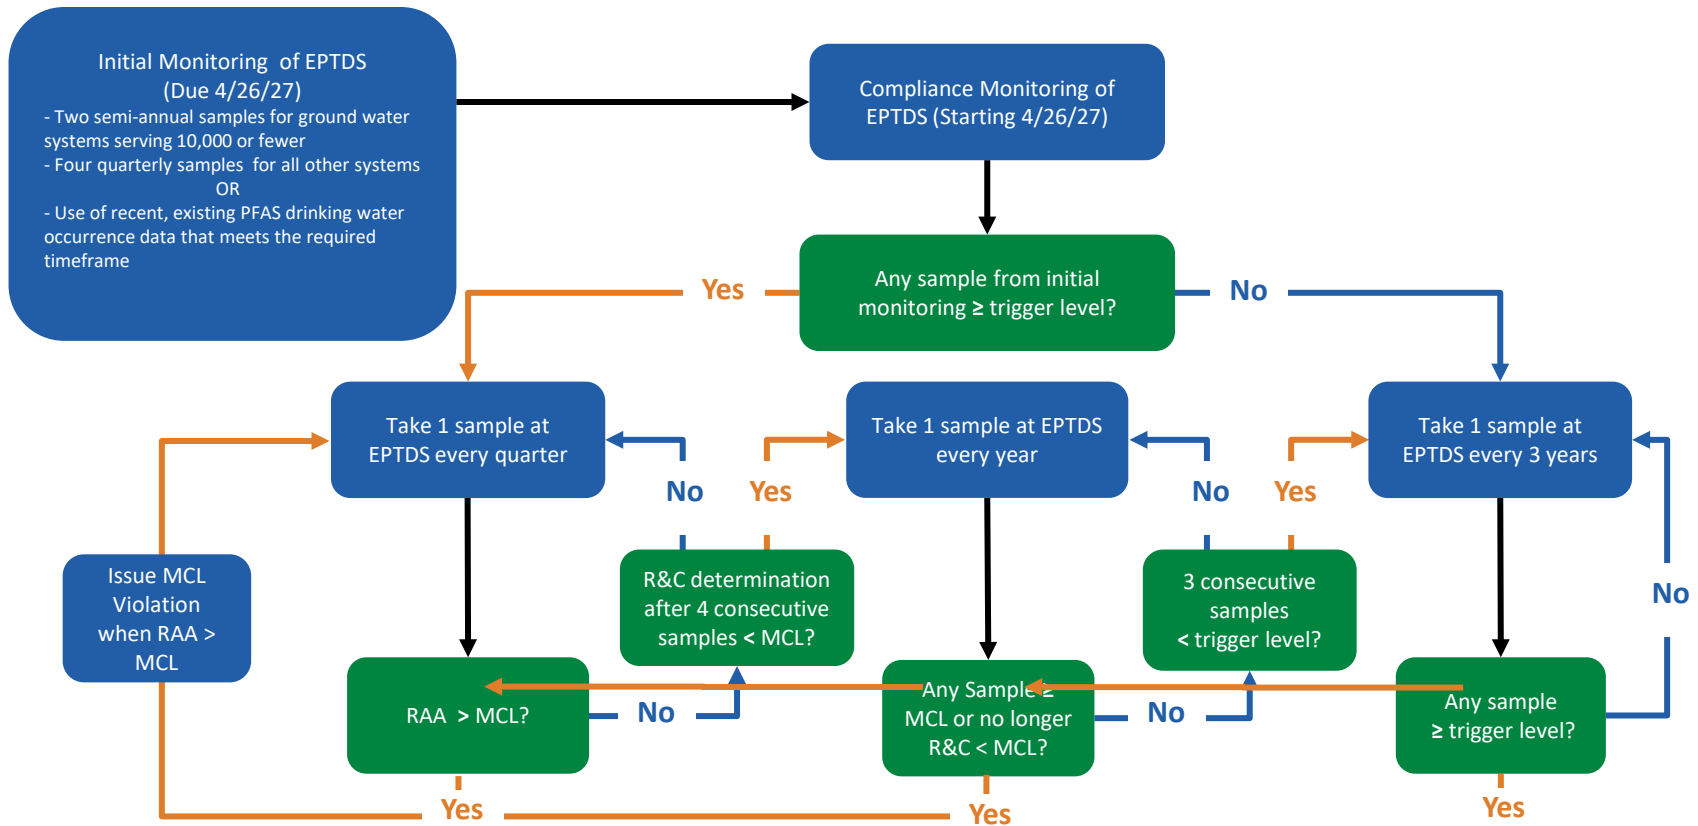 Initial Monitoring of EPTDS
(Due 4/26/27)
- Two semi-annual samples for ground water
systems serving 10,000 or fewer
- Four quarterly samples for all other systems
OR
- Use of recent, existing PFAS drinking water
occurrence data that meets the required
timeframe
Compliance Monitoring of
EPTDS (Starting 4/26/27)
Any sample from initial
monitoring ≥ trigger level?
Yes
No
Take 1 sample at
EPTDS every quarter
Take 1 sample at EPTDS
every year
Take 1 sample at
EPTDS every 3 years
No
Yes
No
Yes
No
Issue MCL
Violation
when RAA >
MCL
R&C determination
after 4 consecutive
samples < MCL?
3 consecutive
samples
< trigger level?
RAA > MCL?
No
Any Sample ≥
MCL or no longer
R&C < MCL?
No
Any sample
≥ trigger level?
Yes
Yes
Yes